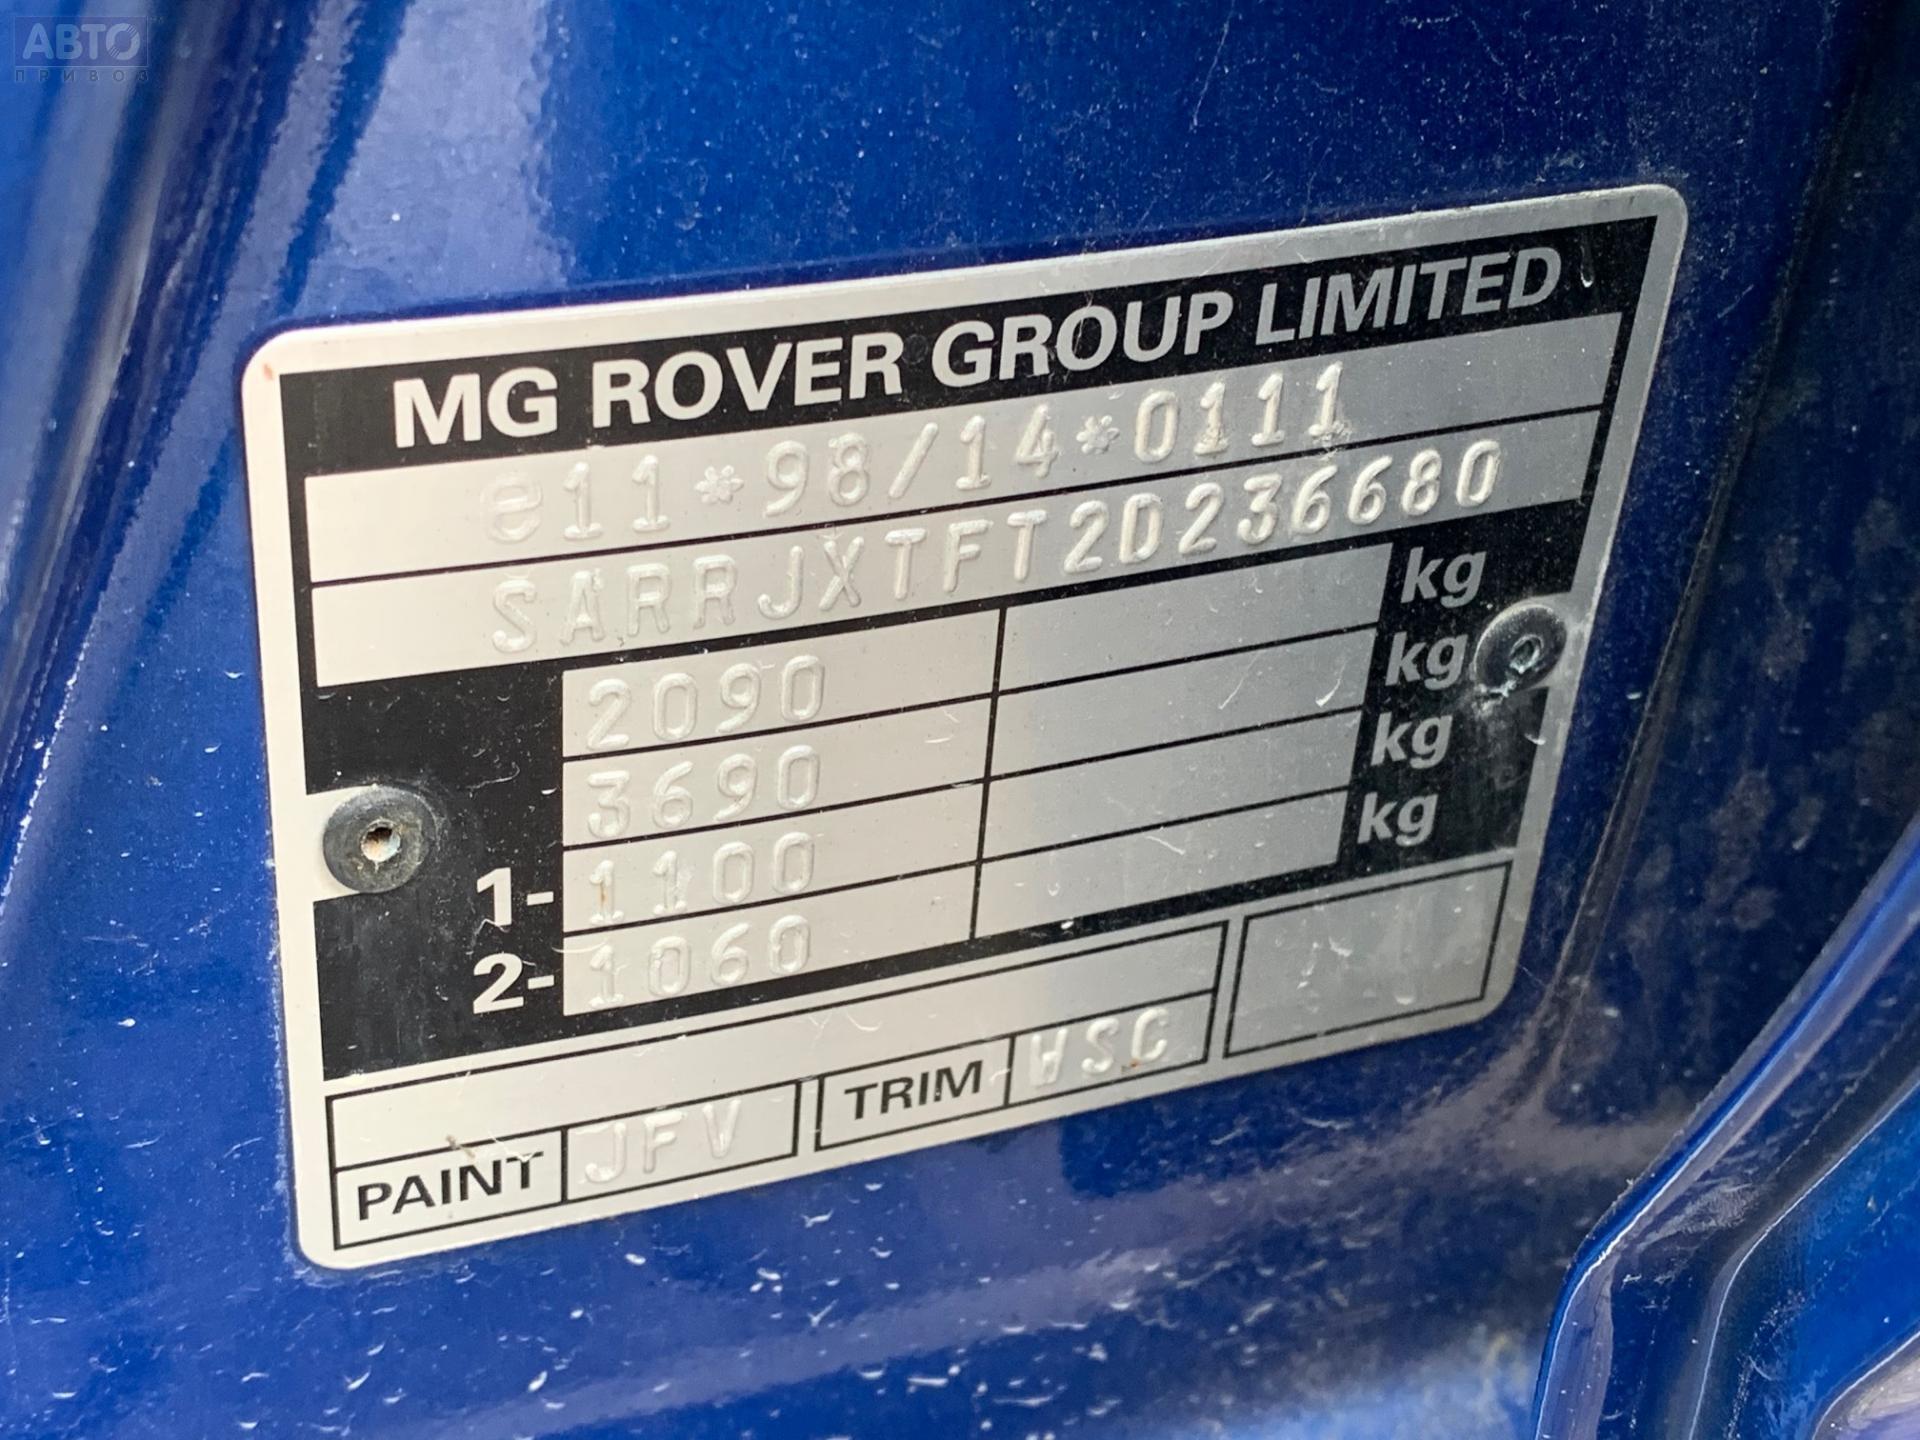 АВТО
ПРИВОЗ
MG ROVER GROUP LIMITED
e11*98/14*0111
SARRJXTFT2D236680
2090 kg
3690 kg
1- 1100 kg
2- 1060 kg
PAINT JFV TRIM WSC